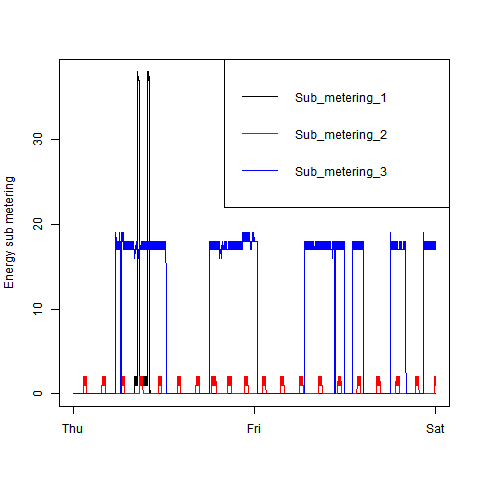 Sub_metering_1
Sub_metering_2
Sub_metering_3
Energy sub metering
30
20
10
0
Thu Fri Sat